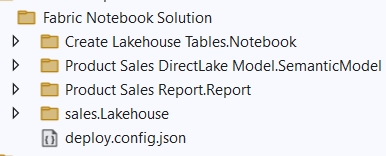 Fabric Notebook Solution
Create Lakehouse Tables.Notebook
Product Sales DirectLake Model.SemanticModel
Product Sales Report.Report
sales.Lakehouse
deploy.config.json